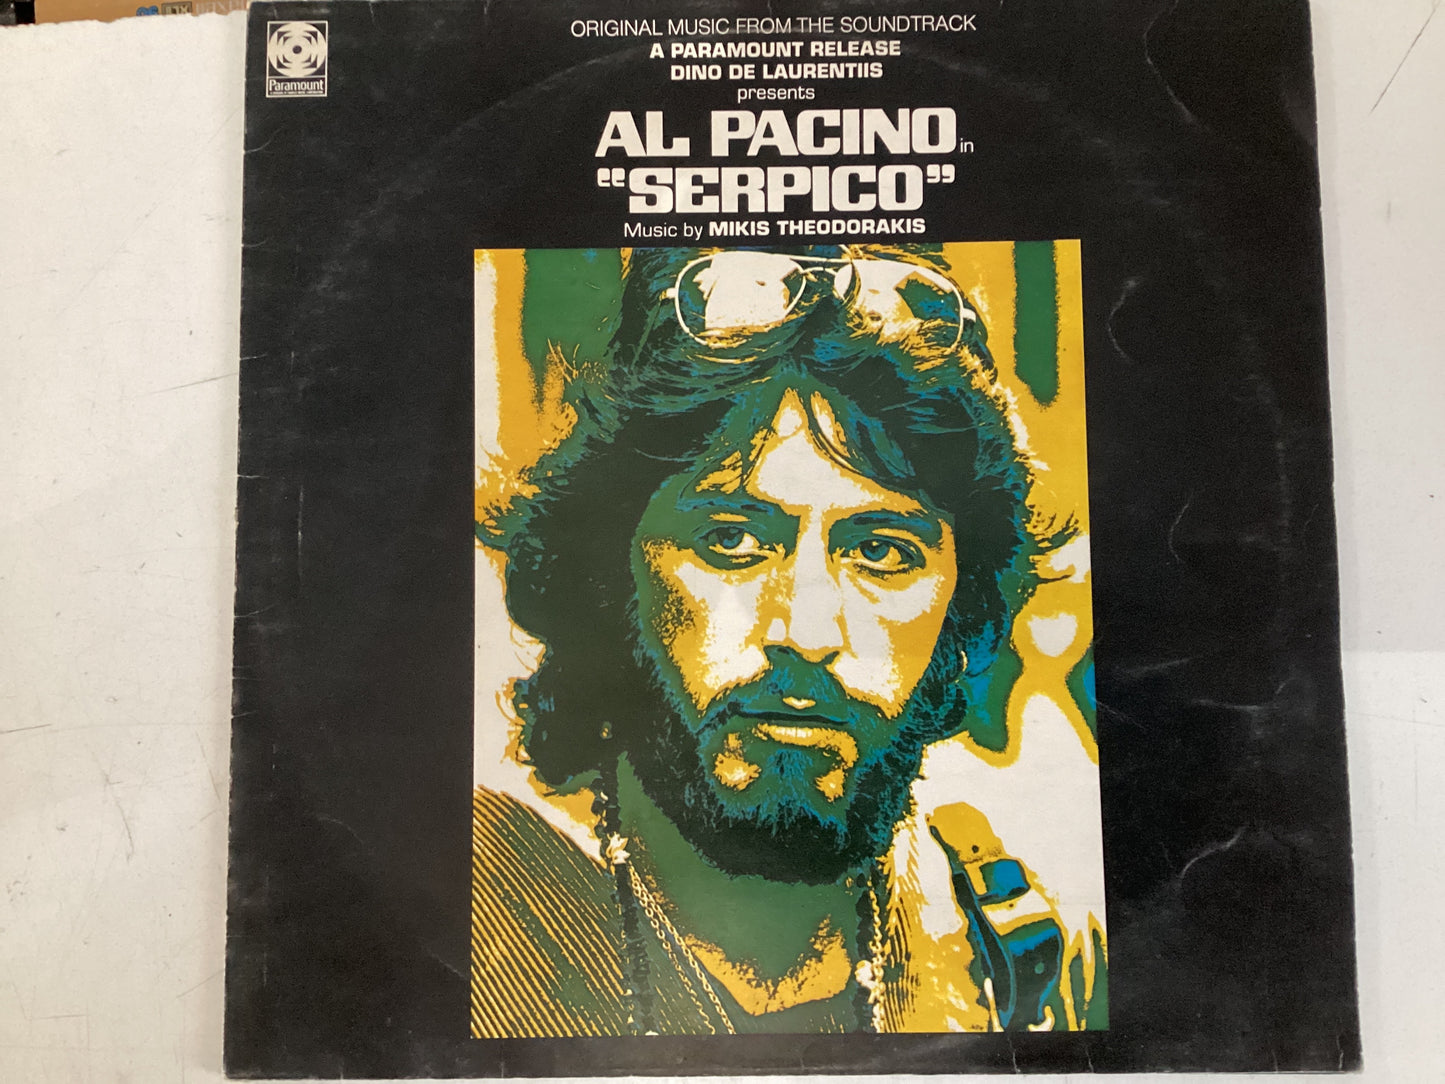 ORIGINAL MUSIC FROM THE SOUNDTRACK
A PARAMOUNT RELEASE
DINO DE LAURENTIIS
presents
AL PACINO in
“SERPICO”
Music by MIKIS THEODORAKIS
Paramount